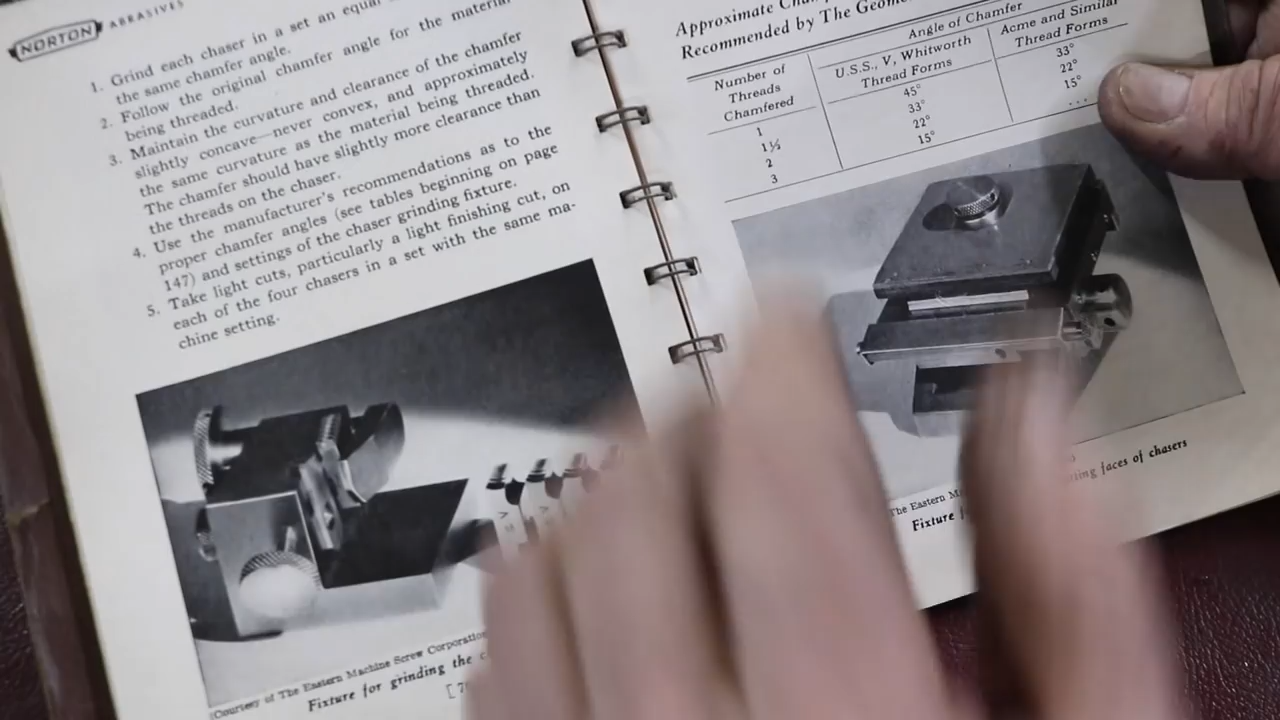 NORTON ABRASIVES
1. Grind each chaser in a set an equal
the same chamfer angle.
2. Follow the original chamfer angle for the material
being threaded.
3. Maintain the curvature and clearance of the chamfer
slightly concave—never convex, and approximately
the same curvature as the material being threaded.
The chamfer should have slightly more clearance than
the threads on the chaser.
4. Use the manufacturer's recommendations as to the
proper chamfer angles (see tables beginning on page
147) and settings of the chaser grinding fixture.
5. Take light cuts, particularly a light finishing cut, on
each of the four chasers in a set with the same ma-
chine setting.
(Courtesy of The Eastern Machine Screw Corporation
Fixture for grinding the
Approximate
Recommended by The
Number of
Threads
Chamfered
Angle of Chamfer
U.S.S., V, Whitworth
Thread Forms
Acme and Similar
Thread Forms
1 45° 33°
1½ 33° 22°
2 22° 15°
3 15° ...
The Eastern
Fixture
faces of chasers